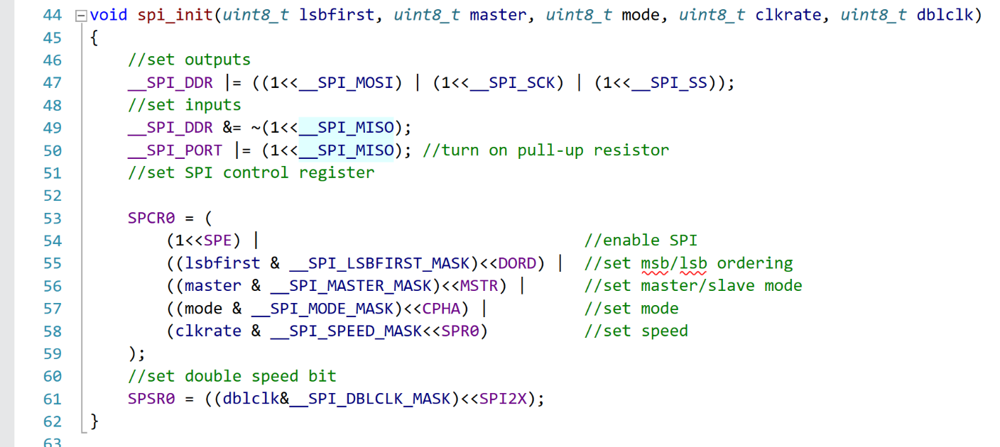 44 void spi_init(uint8_t lsbfirst, uint8_t master, uint8_t mode, uint8_t clkrate, uint8_t dblclk)
45 {
46 //set outputs
47 __SPI_DDR |= ((1<<__SPI_MOSI) | (1<<__SPI_SCK) | (1<<__SPI_SS));
48 //set inputs
49 __SPI_DDR &= ~(1<<__SPI_MISO);
50 __SPI_PORT |= (1<<__SPI_MISO); //turn on pull-up resistor
51 //set SPI control register
52
53 SPCR0 = (
54 (1<<SPE) | //enable SPI
55 ((lsbfirst & __SPI_LSBFIRST_MASK)<<DORD) | //set msb/lsb ordering
56 ((master & __SPI_MASTER_MASK)<<MSTR) | //set master/slave mode
57 ((mode & __SPI_MODE_MASK)<<CPHA) | //set mode
58 (clkrate & __SPI_SPEED_MASK<<SPR0) //set speed
59 );
60 //set double speed bit
61 SPSR0 = ((dblclk&__SPI_DBLCLK_MASK)<<SPI2X);
62 }
63